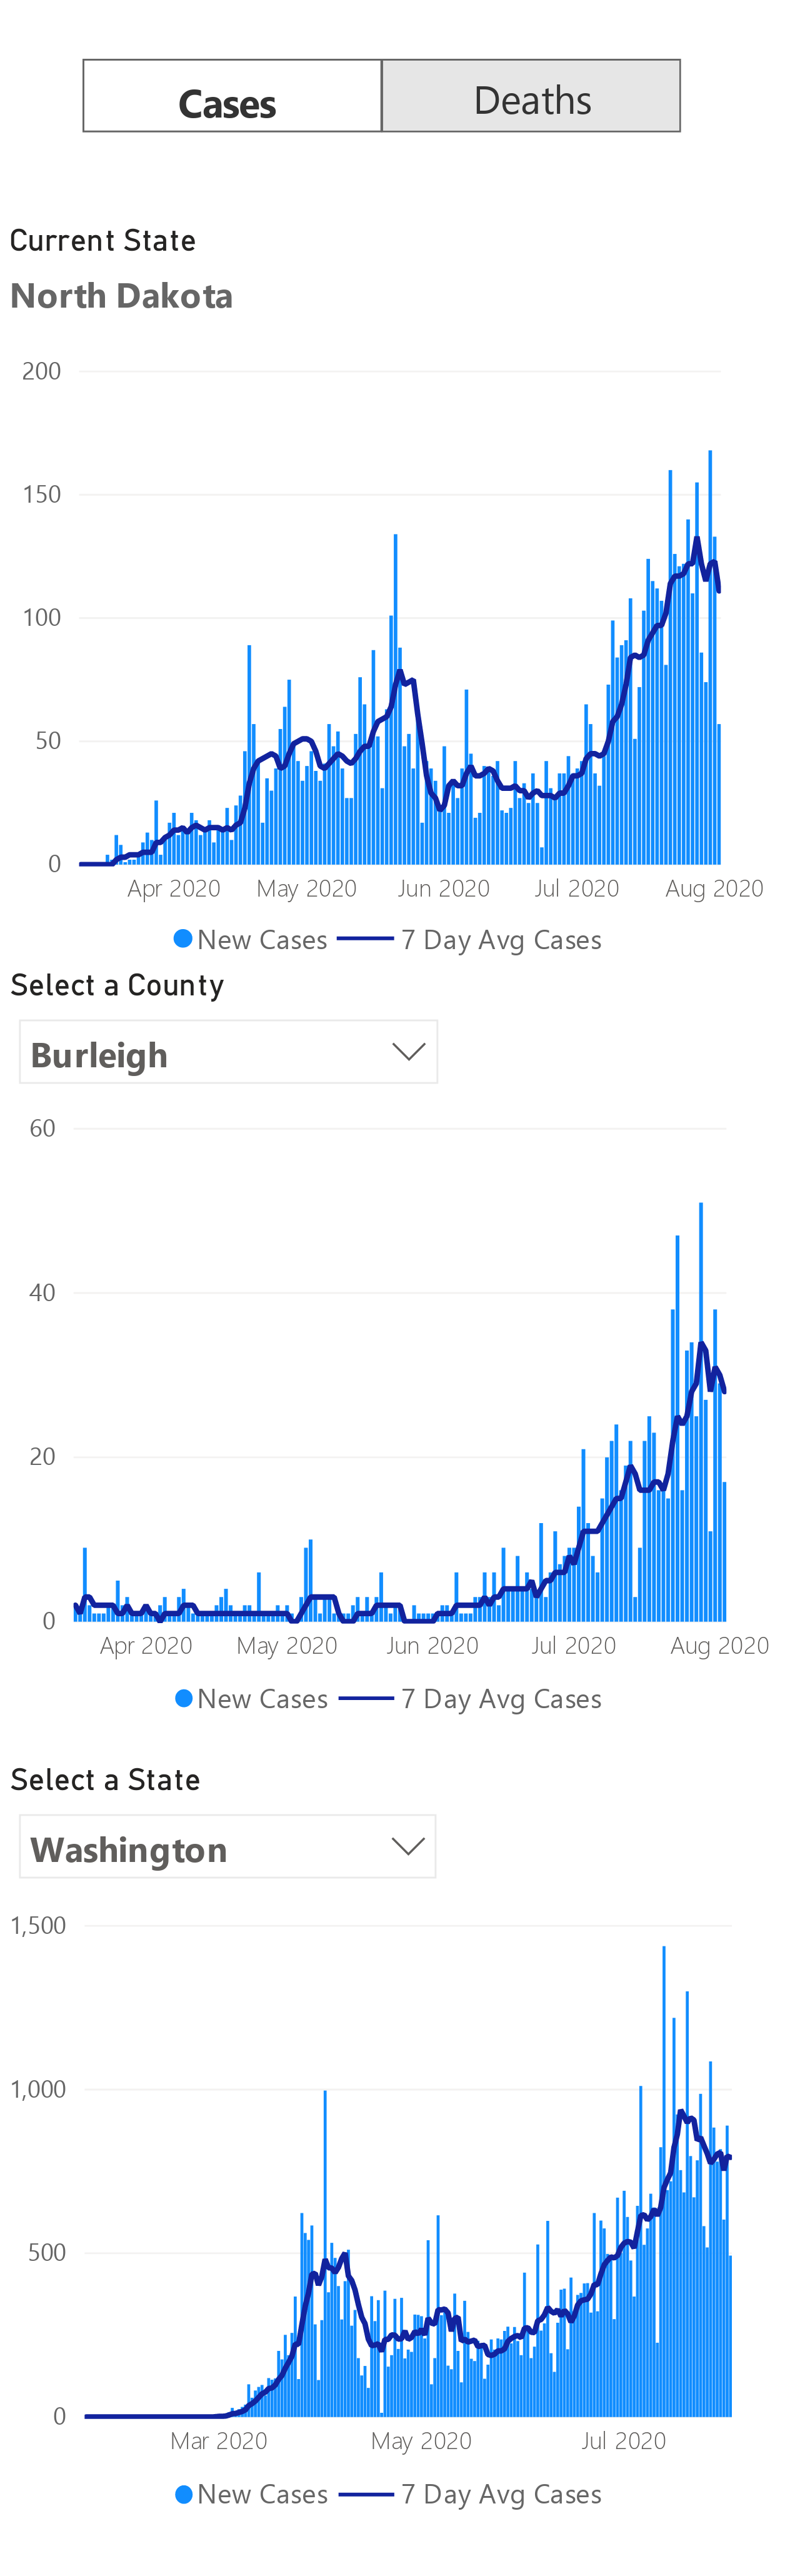 Cases Deaths
Current State
North Dakota
200
150
100
50
0
Apr 2020 May 2020 Jun 2020 Jul 2020 Aug 2020
New Cases 7 Day Avg Cases
Select a County
Burleigh
60
40
20
0
Apr 2020 May 2020 Jun 2020 Jul 2020 Aug 2020
New Cases 7 Day Avg Cases
Select a State
Washington
1,500
1,000
500
0
Mar 2020 May 2020 Jul 2020
New Cases 7 Day Avg Cases